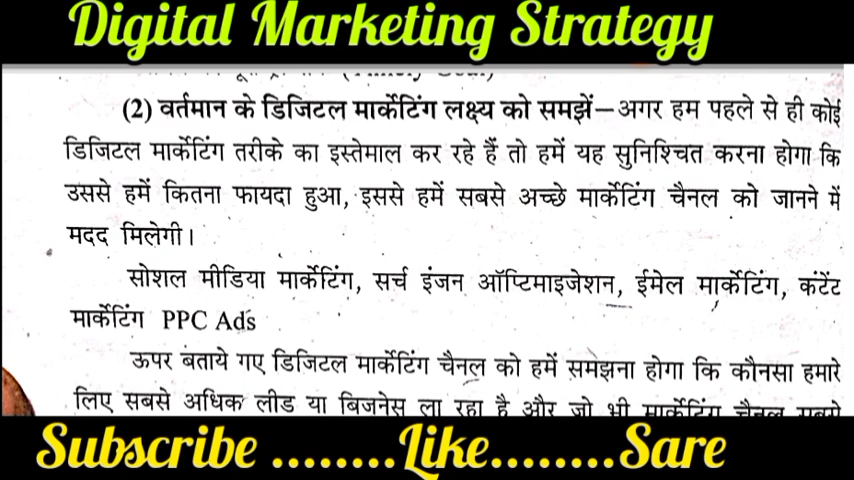 Digital Marketing Strategy
(2) वर्तमान के डिजिटल मार्केटिंग लक्ष्य को समझें—अगर हम पहले से ही कोई
डिजिटल मार्केटिंग तरीके का इस्तेमाल कर रहे हैं तो हमें यह सुनिश्चित करना होगा कि
उससे हमें कितना फायदा हुआ, इससे हमें सबसे अच्छे मार्केटिंग चैनल को जानने में
मदद मिलेगी।
सोशल मीडिया मार्केटिंग, सर्च इंजन ऑप्टिमाइजेशन, ईमेल मार्केटिंग, कंटेंट
मार्केटिंग PPC Ads
ऊपर बताये गए डिजिटल मार्केटिंग चैनल को हमें समझना होगा कि कौनसा हमारे
लिए सबसे अधिक लीड या बिजनेस ला रहा है और जो भी मार्केटिंग चैनल सबसे
Subscribe ........Like........Sare